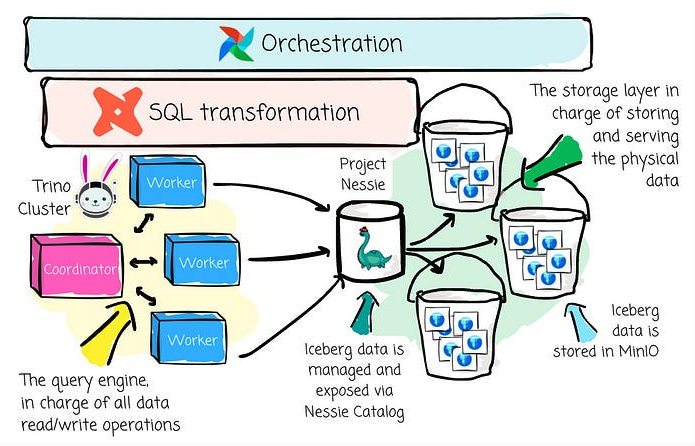 Orchestration
SQL transformation
The storage layer in
charge of storing
and serving
the physical
data
Trino
Cluster
Worker
Project
Nessie
Coordinator
Worker
Worker
Iceberg
data is
stored in MinIO
Iceberg data is
managed and
exposed via
Nessie Catalog
The query engine,
in charge of all data
read/write operations